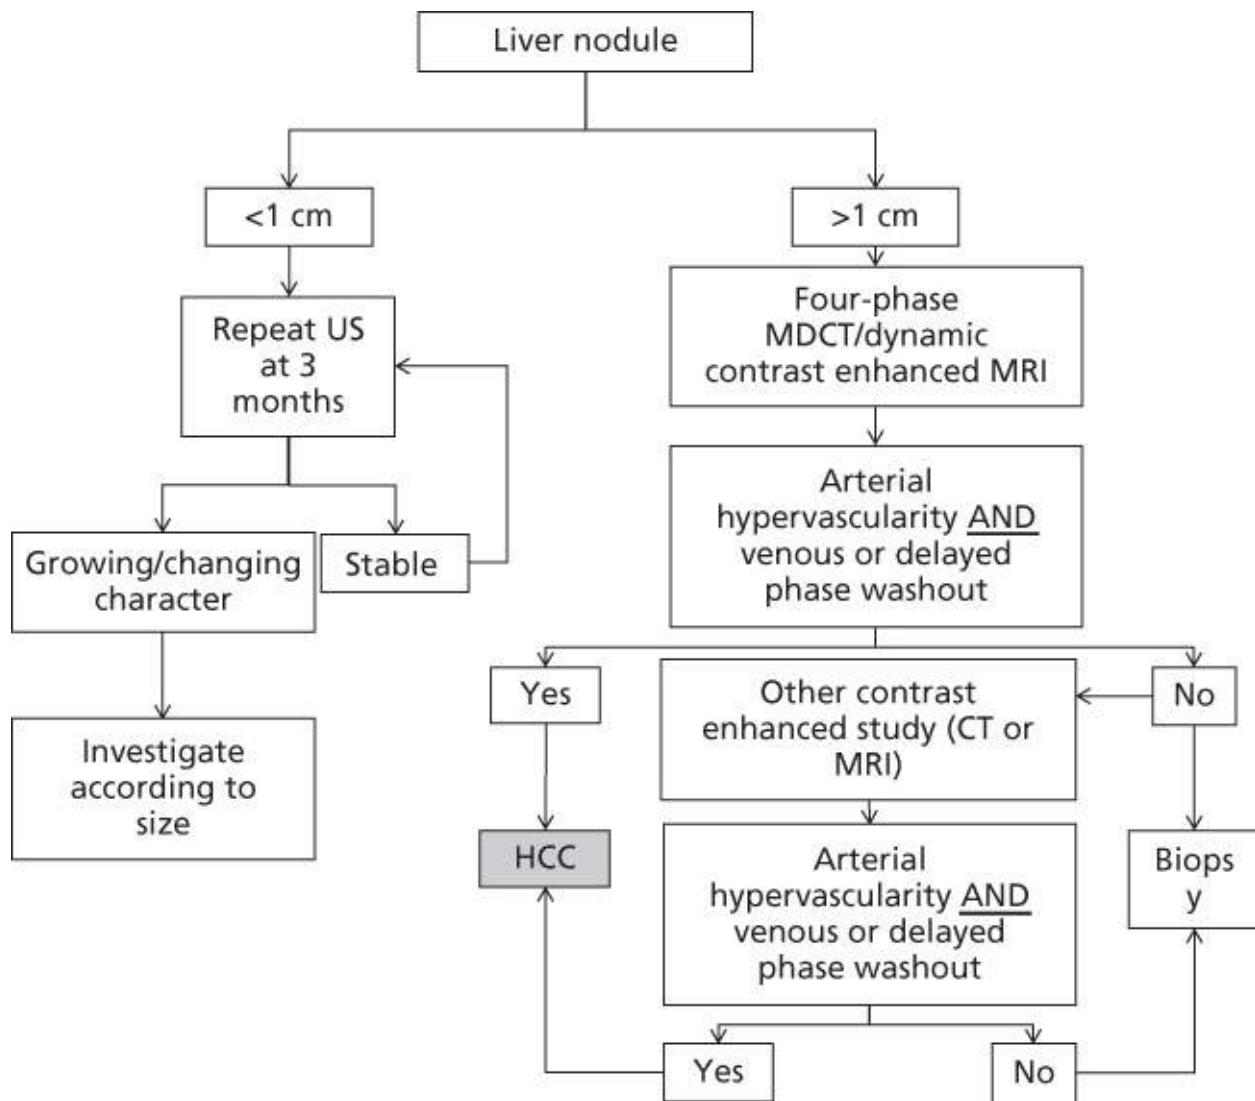 Liver nodule
<1 cm
>1 cm
Repeat US
at 3
months
Four-phase
MDCT/dynamic
contrast enhanced MRI
Growing/changing
character
Stable
Arterial
hypervascularity AND
venous or delayed
phase washout
Investigate
according to
size
Yes
Other contrast
enhanced study (CT or
MRI)
No
HCC
Arterial
hypervascularity AND
venous or delayed
phase washout
Biops
y
Yes
No